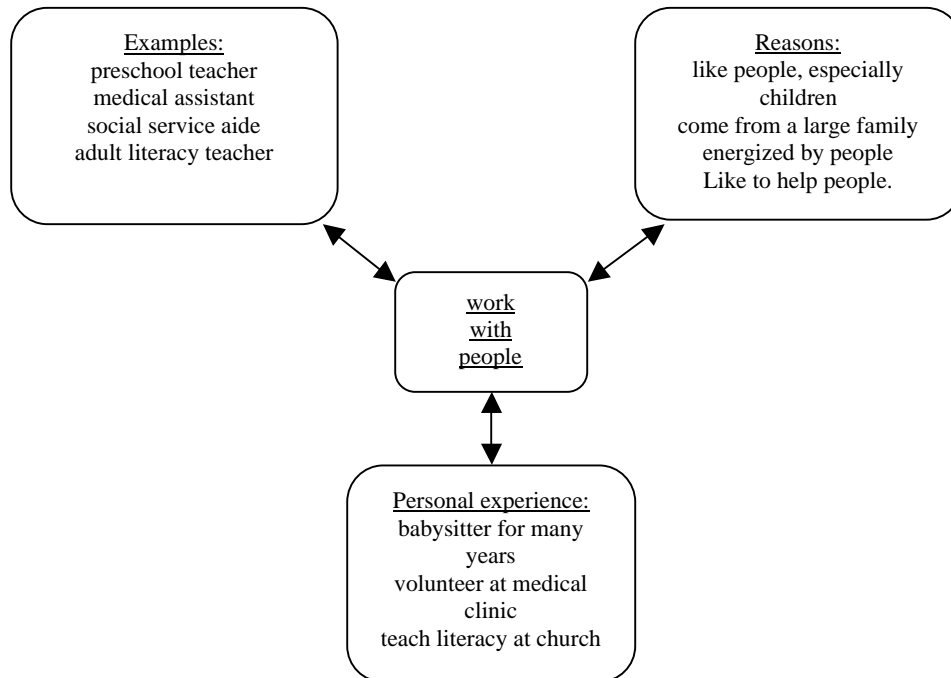 Examples:
preschool teacher
medical assistant
social service aide
adult literacy teacher
Reasons:
like people, especially
children
come from a large family
energized by people
Like to help people.
work
with
people
Personal experience:
babysitter for many
years
volunteer at medical
clinic
teach literacy at church